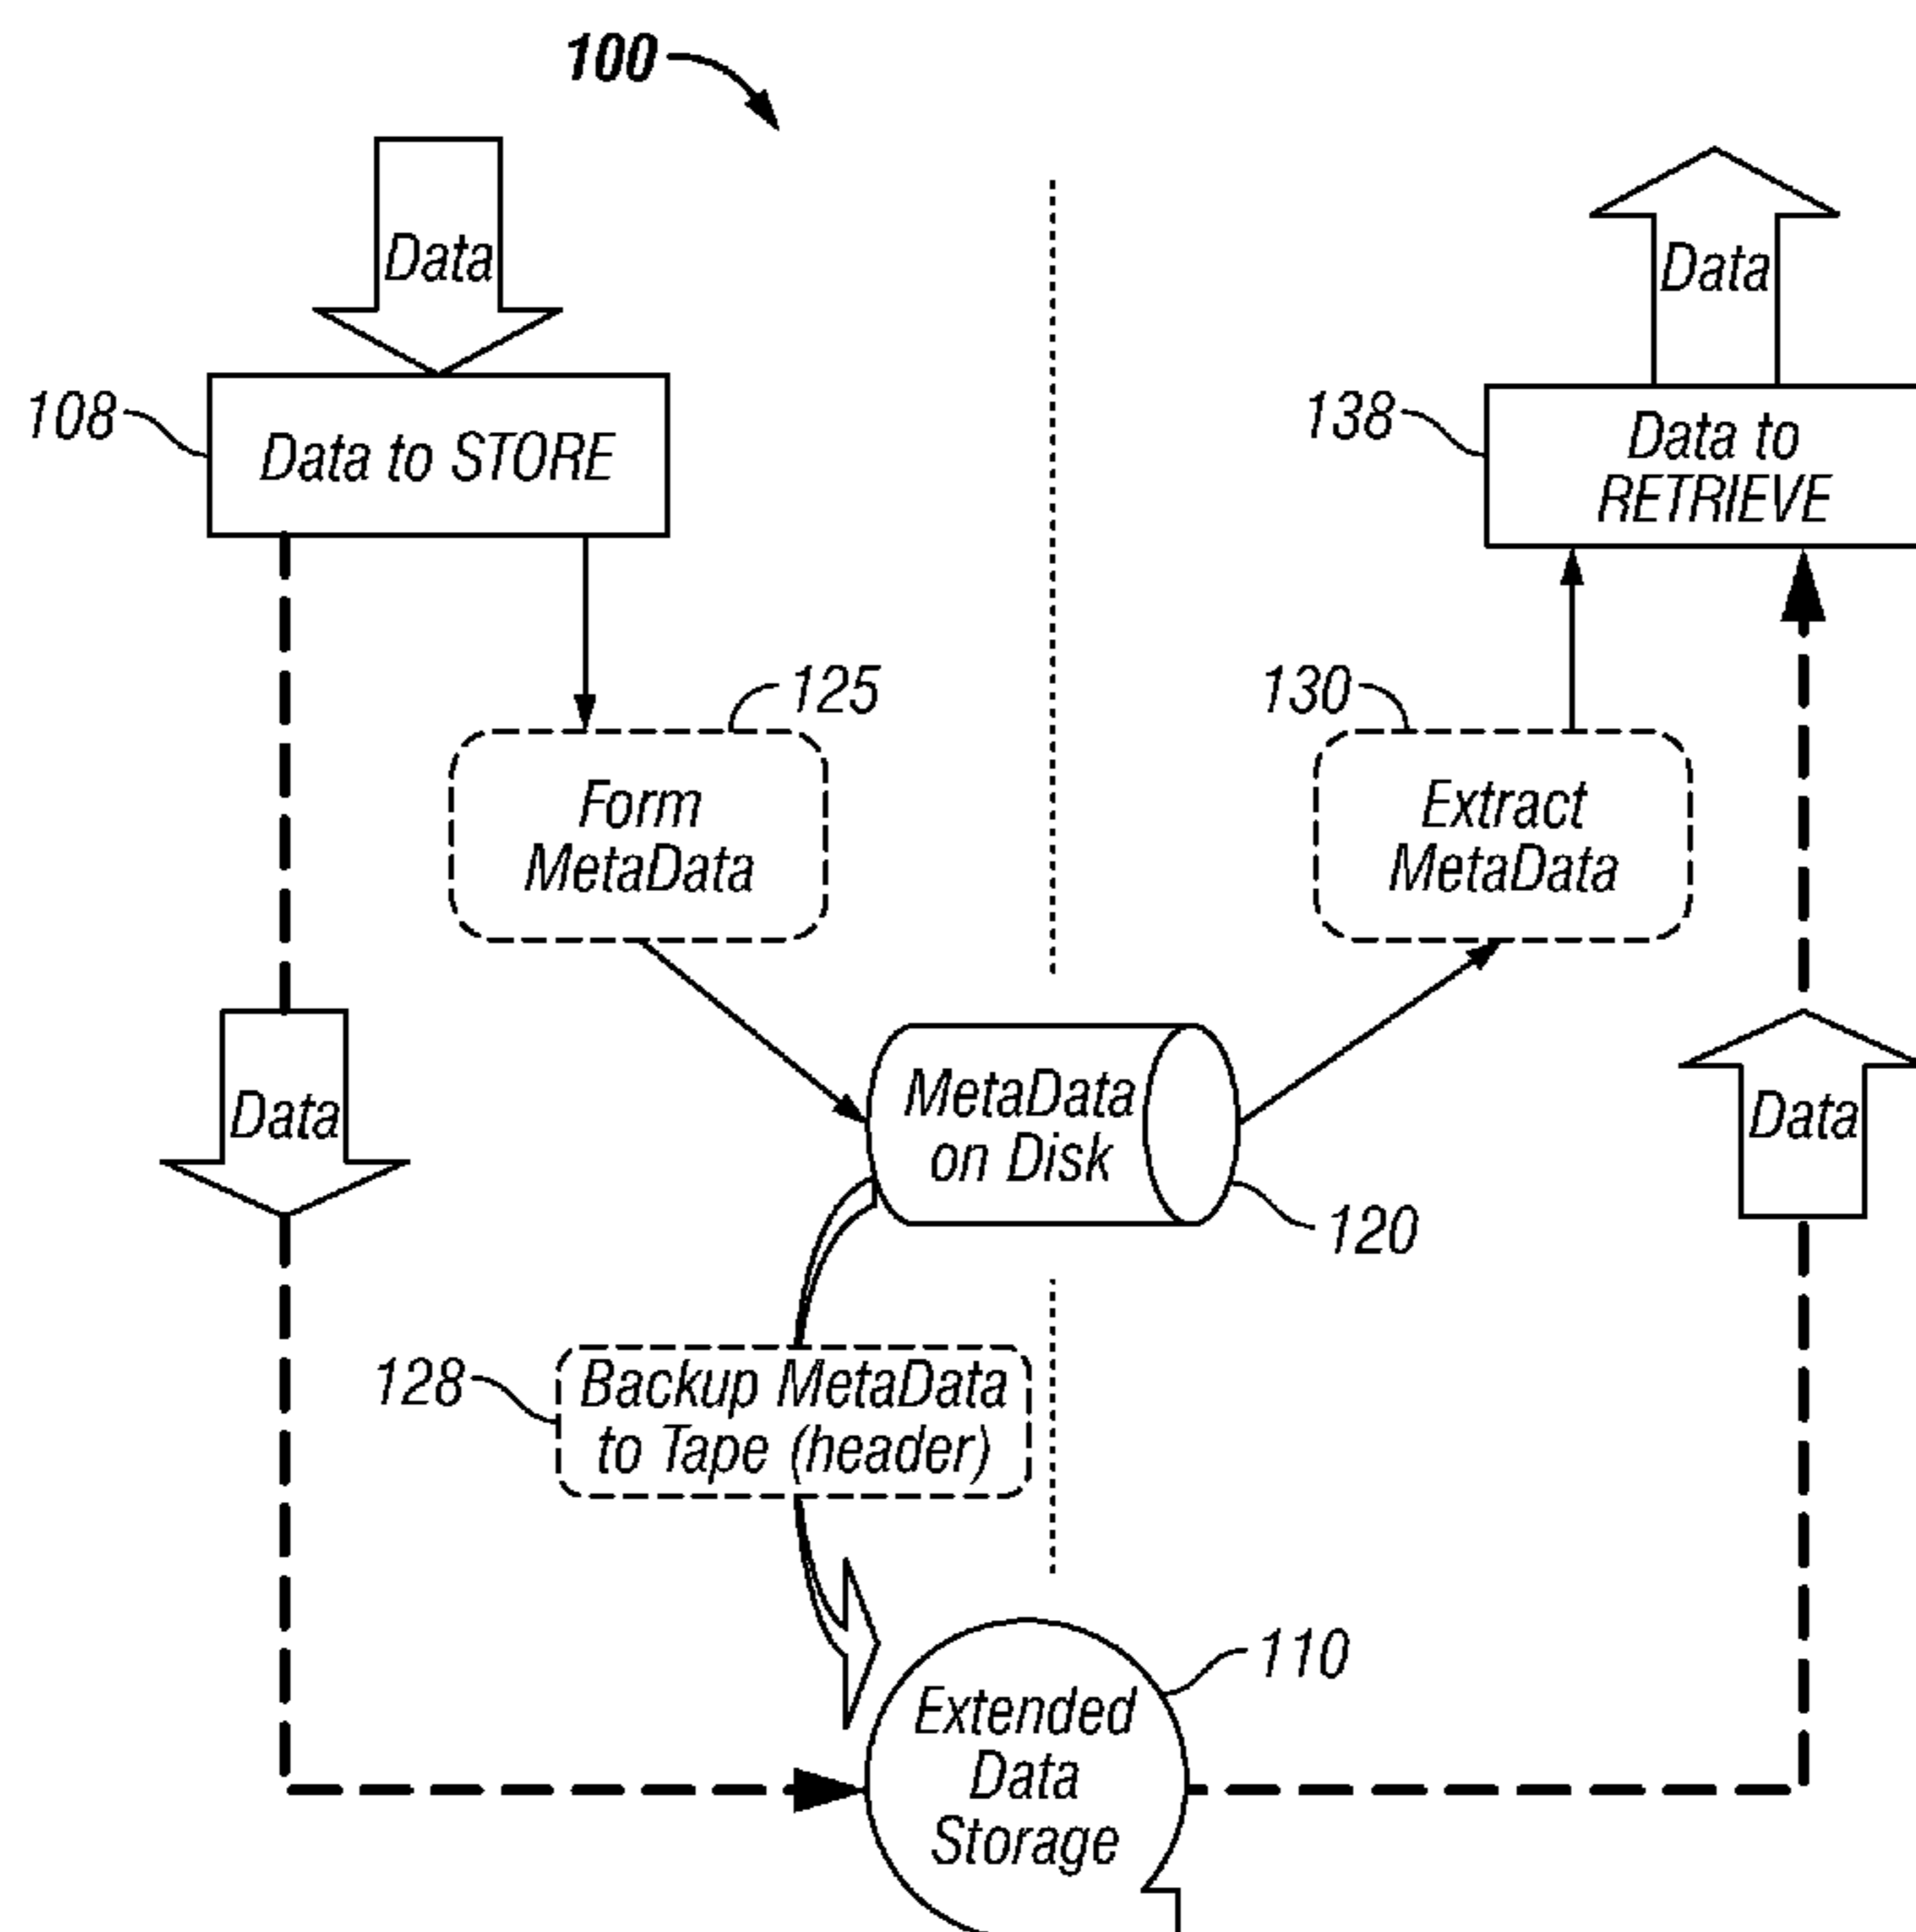 100
Data
Data
108
Data to STORE
138
Data to
RETRIEVE
125
130
Form
MetaData
Extract
MetaData
MetaData
on Disk
Data
Data
120
128
Backup MetaData
to Tape (header)
110
Extended
Data
Storage